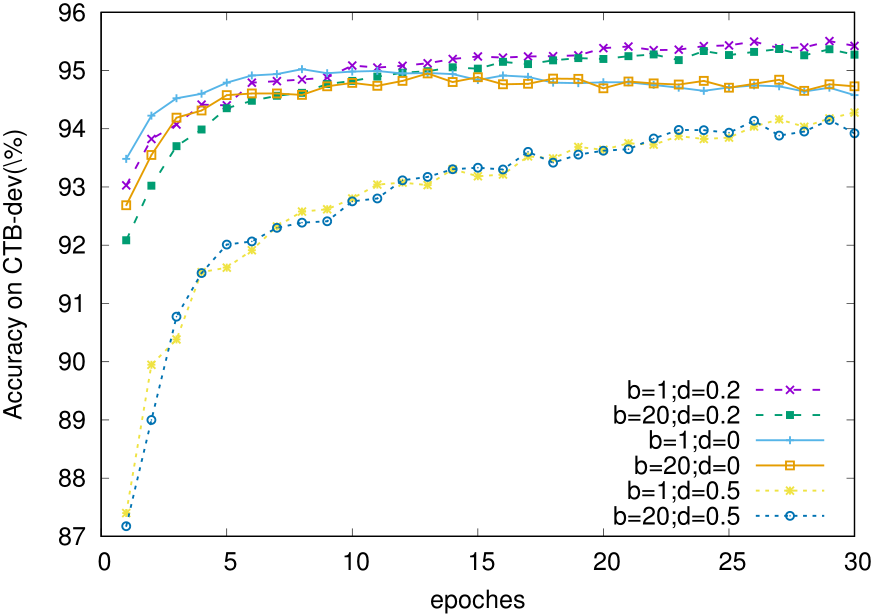 96
95
94
93
92
91
90
89
88
87
Accuracy on CTB-dev(\%)
b=1;d=0.2
b=20;d=0.2
b=1;d=0
b=20;d=0
b=1;d=0.5
b=20;d=0.5
0 5 10 15 20 25 30
epoches